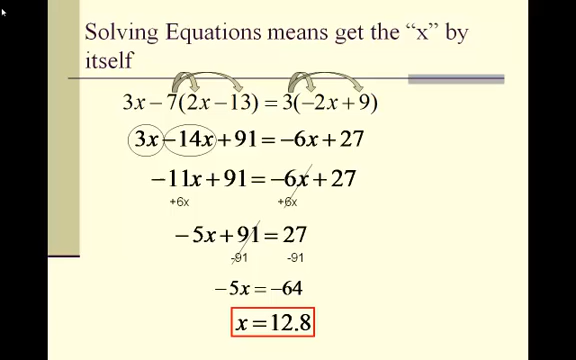 Solving Equations means get the “x” by
itself
3x − 7(2x − 13) = 3(−2x + 9)
3x − 14x + 91 = −6x + 27
−11x + 91 = −6x + 27
+6x +6x
−5x + 91 = 27
-91 -91
−5x = −64
x = 12.8